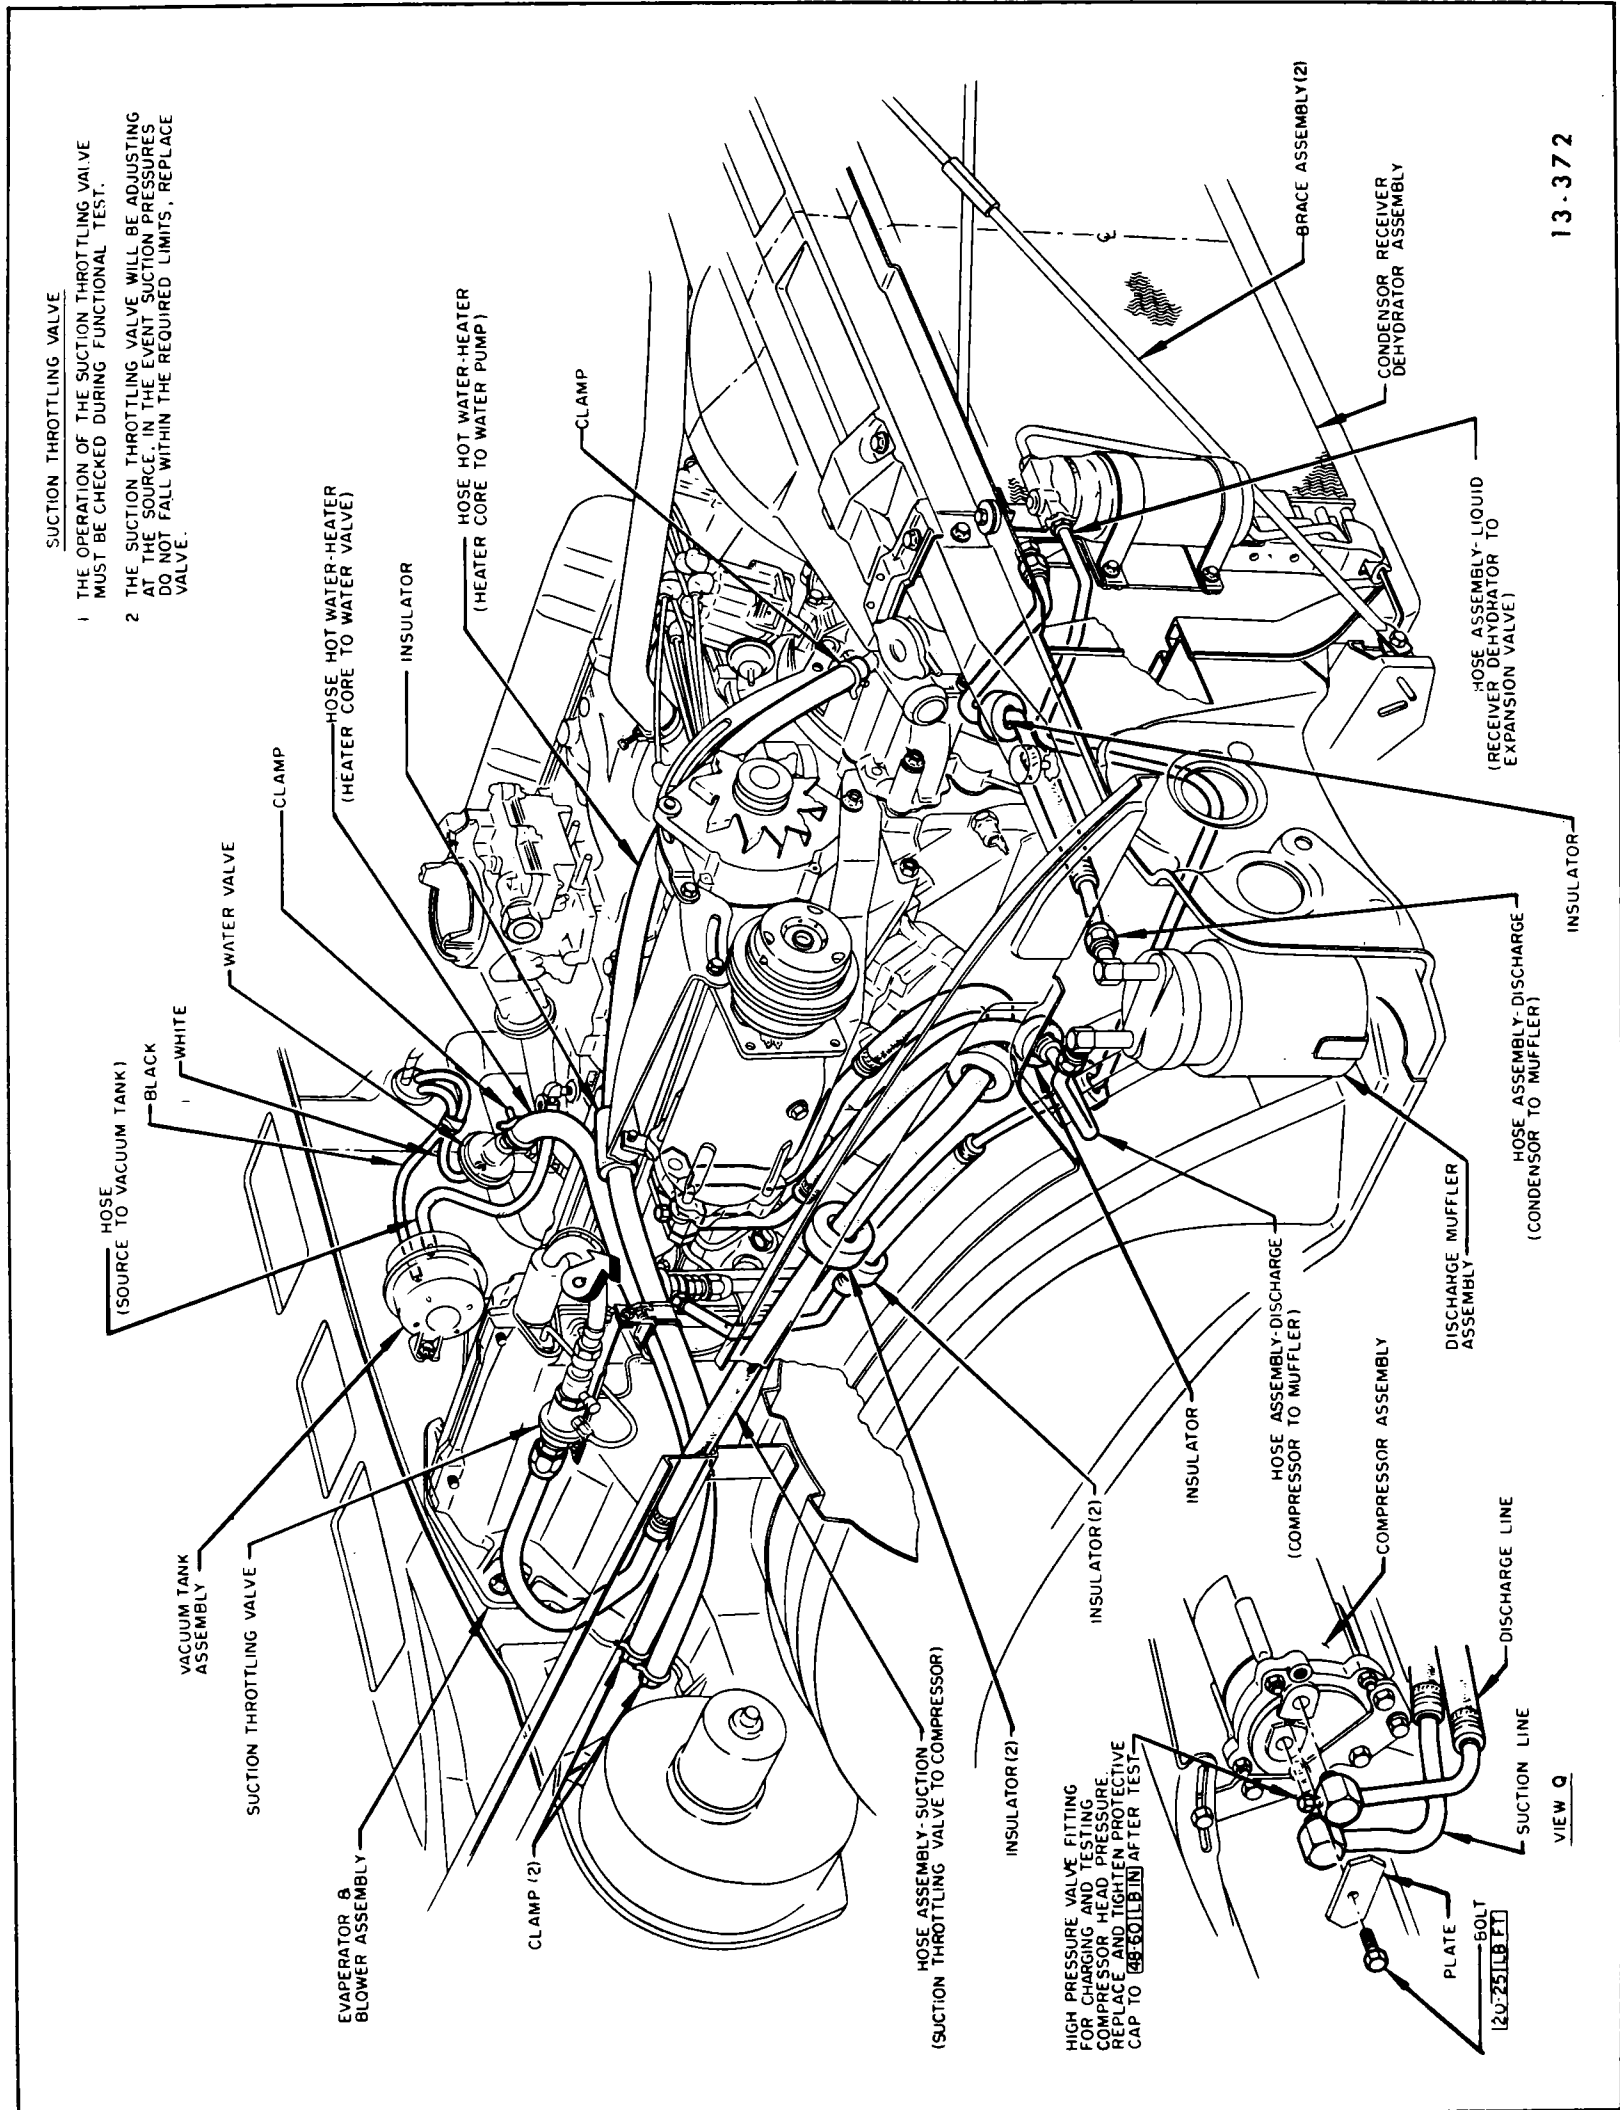 SUCTION THROTTLING VALVE
1 THE OPERATION OF THE SUCTION THROTTLING VALVE
MUST BE CHECKED DURING FUNCTIONAL TEST.
2 THE SUCTION THROTTLING VALVE WILL BE ADJUSTING
AT THE SOURCE. IN THE EVENT SUCTION PRESSURES
DO NOT FALL WITHIN THE REQUIRED LIMITS, REPLACE
VALVE.
HOSE
(SOURCE TO VACUUM TANK)
BLACK
WHITE
WATER VALVE
CLAMP
HOSE HOT WATER-HEATER
(HEATER CORE TO WATER VALVE)
INSULATOR
HOSE HOT WATER-HEATER
(HEATER CORE TO WATER PUMP)
CLAMP
VACUUM TANK
ASSEMBLY
SUCTION THROTTLING VALVE
EVAPERATOR &
BLOWER ASSEMBLY
CLAMP (2)
HOSE ASSEMBLY-SUCTION
(SUCTION THROTTLING VALVE TO COMPRESSOR)
INSULATOR (2)
INSULATOR (2)
INSULATOR
HOSE ASSEMBLY-DISCHARGE
(COMPRESSOR TO MUFFLER)
DISCHARGE MUFFLER
ASSEMBLY
HOSE ASSEMBLY-DISCHARGE
(CONDENSOR TO MUFFLER)
INSULATOR
HOSE ASSEMBLY-LIQUID
(RECEIVER DEHYDRATOR TO
EXPANSION VALVE)
CONDENSOR RECEIVER
DEHYDRATOR ASSEMBLY
BRACE ASSEMBLY (2)
HIGH PRESSURE VALVE FITTING
FOR CHARGING AND TESTING
COMPRESSOR HEAD PRESSURE.
REPLACE AND TIGHTEN PROTECTIVE
CAP TO 48-60 LB IN AFTER TEST
COMPRESSOR ASSEMBLY
DISCHARGE LINE
SUCTION LINE
PLATE
BOLT
20-25 LB FT
VIEW Q
13-372